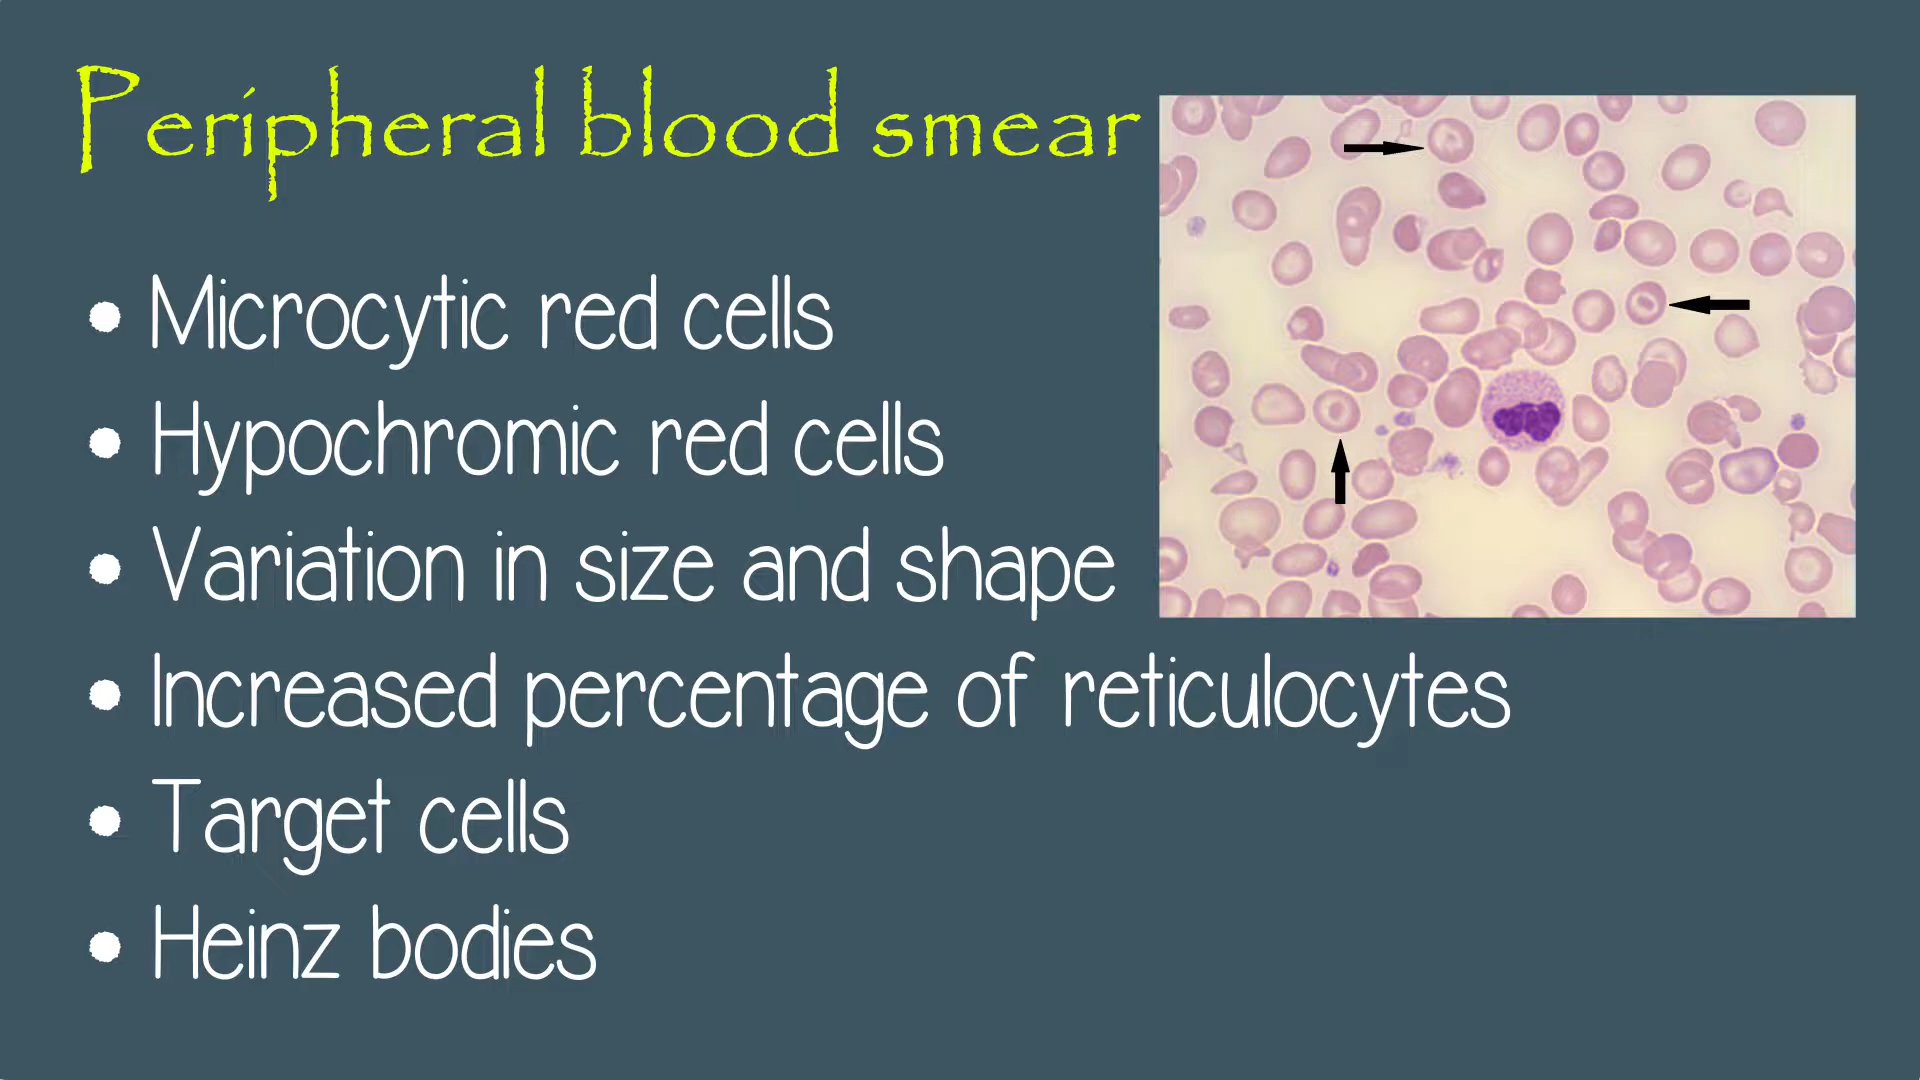 Peripheral blood smear
• Microcytic red cells
• Hypochromic red cells
• Variation in size and shape
• Increased percentage of reticulocytes
• Target cells
• Heinz bodies